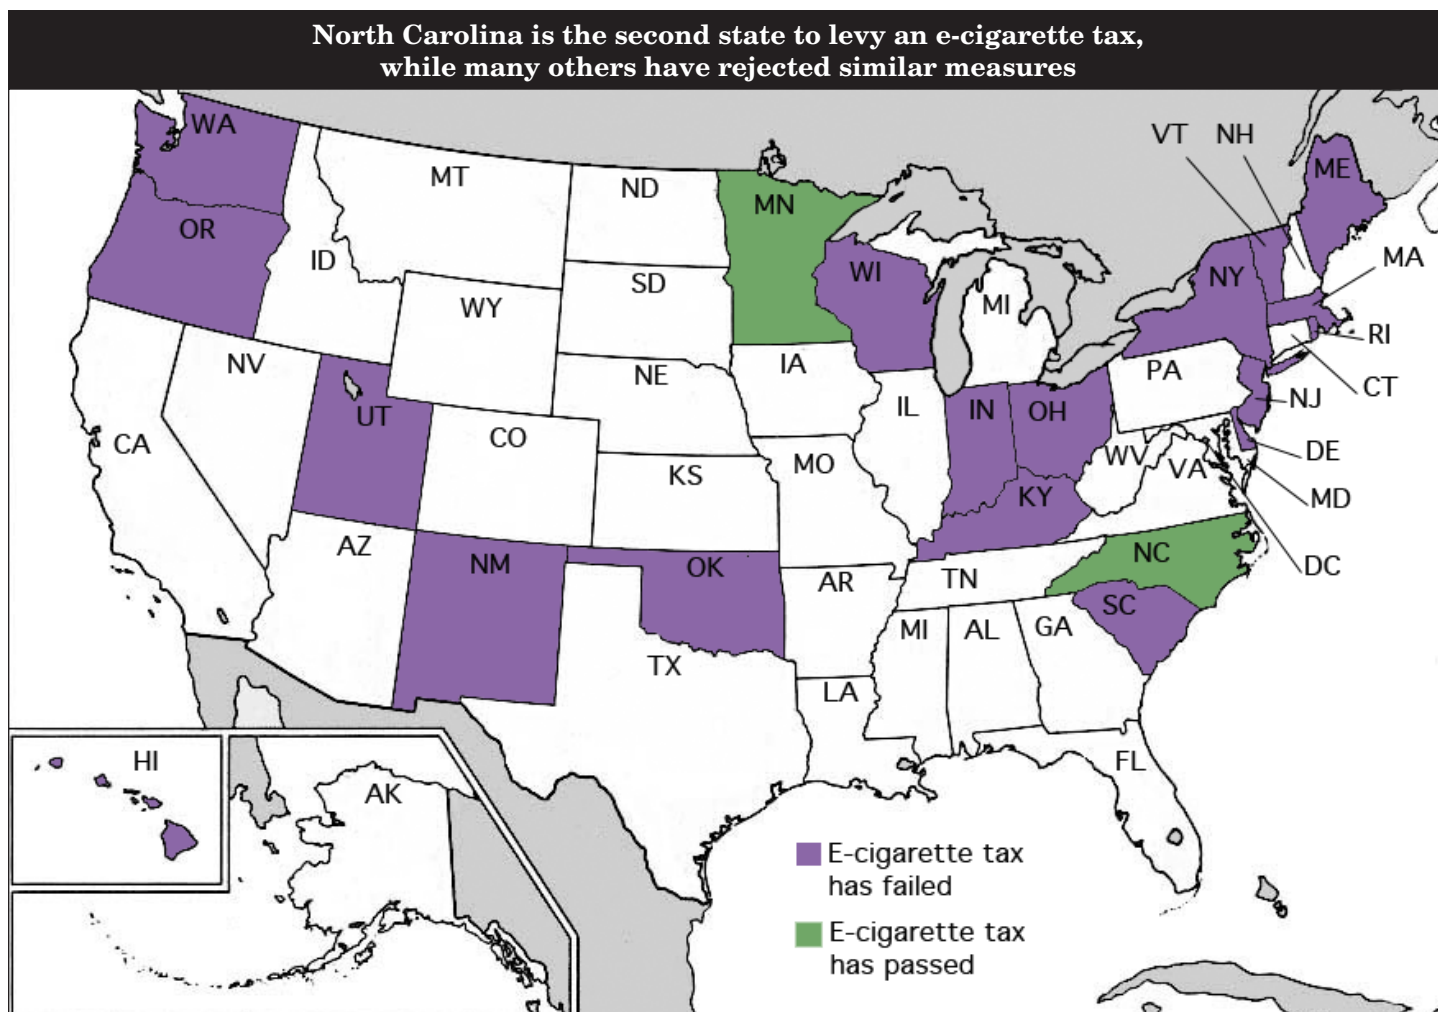 North Carolina is the second state to levy an e-cigarette tax,
while many others have rejected similar measures
WA
VT
NH
MT
ND
ME
MN
OR
ID
MA
WI
NY
SD
MI
WY
RI
NV
IA
NE
PA
CT
UT
IL
IN
OH
NJ
CO
CA
DE
MO
WV
VA
KS
KY
MD
AZ
NM
OK
NC
DC
AR
TN
SC
MI
AL
GA
TX
LA
HI
FL
AK
E-cigarette tax
has failed
E-cigarette tax
has passed